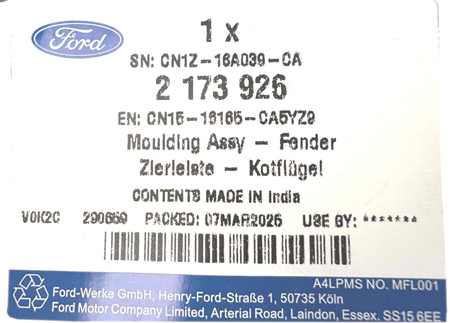 Ford
1 x
SN: CN1Z-16A039-CA
2 173 926
EN: CN15-16165-CA5YZ9
Moulding Assy - Fender
Zierleiste - Kotflügel
CONTENTS MADE IN India
V0K2C 290659 PACKED: 07MAR2025 USE BY: *******
A4LPMS NO. MFL001
Ford-Werke GmbH, Henry-Ford-Straße 1, 50735 Köln
Ford Motor Company Limited, Arterial Road, Laindon, Essex. SS15 6EE